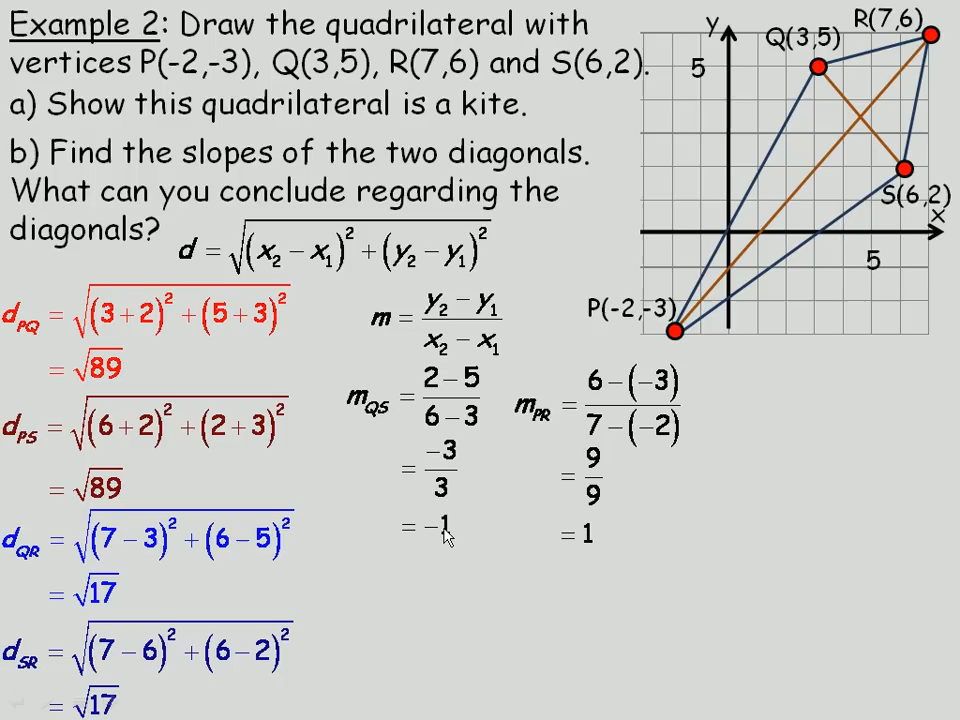 Example 2: Draw the quadrilateral with
vertices P(-2,-3), Q(3,5), R(7,6) and S(6,2).
a) Show this quadrilateral is a kite.
b) Find the slopes of the two diagonals.
What can you conclude regarding the
diagonals?
d = √((x₂ − x₁)² + (y₂ − y₁)²)
d_PQ = √((3 + 2)² + (5 + 3)²)
= √89
d_PS = √((6 + 2)² + (2 + 3)²)
= √89
d_QR = √((7 − 3)² + (6 − 5)²)
= √17
d_SR = √((7 − 6)² + (6 − 2)²)
= √17
m = (y₂ − y₁)/(x₂ − x₁)
m_QS = (2 − 5)/(6 − 3)
= −3/3
= −1
m_PR = (6 − (−3))/(7 − (−2))
= 9/9
= 1
y
R(7,6)
Q(3,5)
5
S(6,2)
x
5
P(-2,-3)